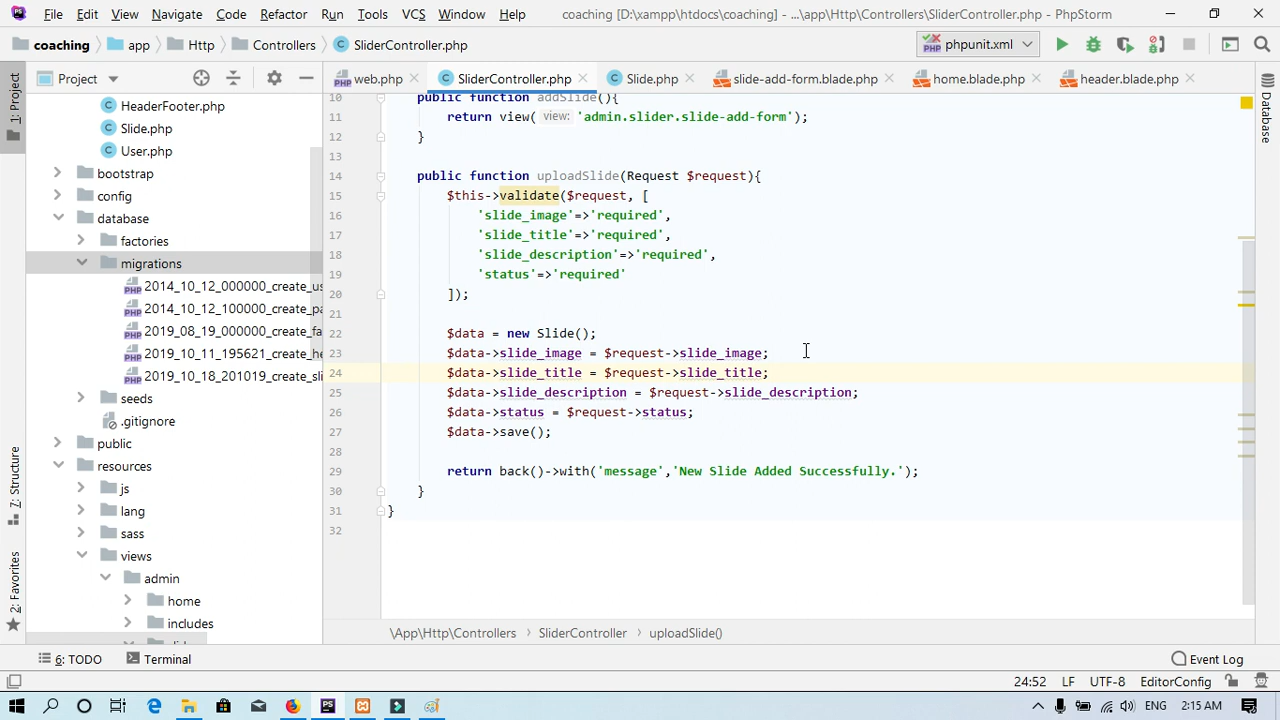 File Edit View Navigate Code Refactor Run Tools VCS Window Help coaching [D:\xampp\htdocs\coaching] - ...\app\Http\Controllers\SliderController.php - PhpStorm
coaching app Http Controllers SliderController.php phpunit.xml
1: Project
Project
web.php SliderController.php Slide.php slide-add-form.blade.php home.blade.php header.blade.php
Database
HeaderFooter.php
Slide.php
User.php
bootstrap
config
database
factories
migrations
2014_10_12_000000_create_us
2014_10_12_100000_create_pa
2019_08_19_000000_create_fa
2019_10_11_195621_create_he
2019_10_18_201019_create_sli
seeds
.gitignore
public
resources
js
lang
sass
views
admin
home
includes
7: Structure
2: Favorites
10 public function addSlide(){
11 return view( view: 'admin.slider.slide-add-form');
12 }
13
14 public function uploadSlide(Request $request){
15 $this->validate($request, [
16 'slide_image'=>'required',
17 'slide_title'=>'required',
18 'slide_description'=>'required',
19 'status'=>'required'
20 ]);
21
22 $data = new Slide();
23 $data->slide_image = $request->slide_image;
24 $data->slide_title = $request->slide_title;
25 $data->slide_description = $request->slide_description;
26 $data->status = $request->status;
27 $data->save();
28
29 return back()->with('message','New Slide Added Successfully.');
30 }
31 }
32
\App\Http\Controllers SliderController uploadSlide()
6: TODO Terminal Event Log
24:52 LF UTF-8 EditorConfig
ENG 2:15 AM